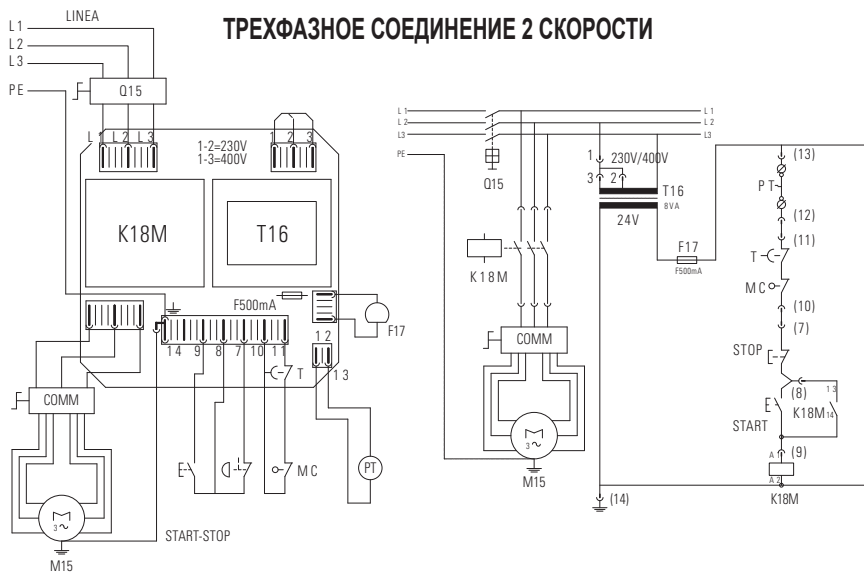 ТРЕХФАЗНОЕ СОЕДИНЕНИЕ 2 СКОРОСТИ
LINEA
L1
L2
L3
PE
Q15
L 1 L 2 L 3
1 2 3
1-2=230V
1-3=400V
K18M
T16
F500mA
F17
14 9 8 7 10 11
1 2
13
T
COMM
MC
PT
START-STOP
3
M15
L1
L2
L3
PE
L1
L2
L3
Q15
1
230V/400V
3
2
T16
8VA
24V
F17
F500mA
K18M
COMM
3
M15
(14)
(13)
PT
(12)
(11)
T
MC
(10)
(7)
STOP
(8)
13
K18M
14
START
(9)
A1
A2
K18M